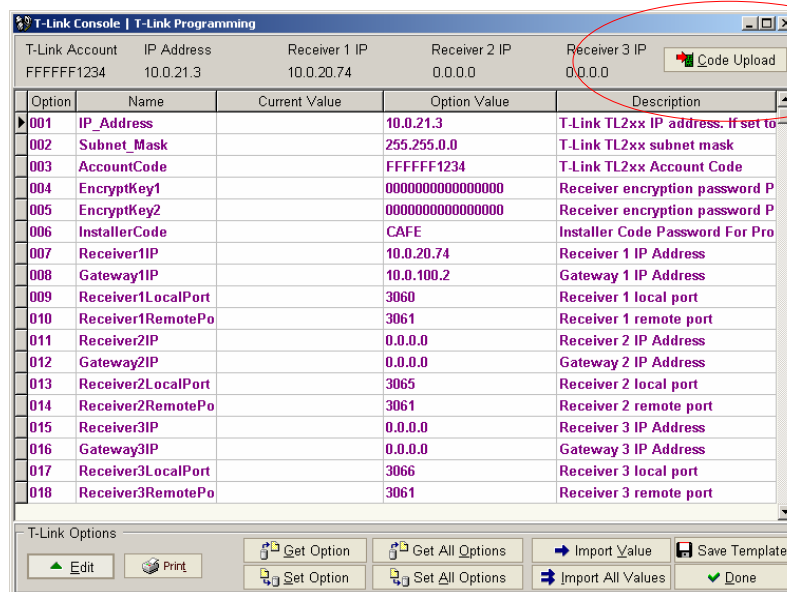 T-Link Console | T-Link Programming
T-Link Account IP Address Receiver 1 IP Receiver 2 IP Receiver 3 IP
FFFFFF1234 10.0.21.3 10.0.20.74 0.0.0.0 0.0.0.0
Code Upload
Option Name Current Value Option Value Description
001 IP_Address 10.0.21.3 T-Link TL2xx IP address. If set to
002 Subnet_Mask 255.255.0.0 T-Link TL2xx subnet mask
003 AccountCode FFFFFF1234 T-Link TL2xx Account Code
004 EncryptKey1 0000000000000000 Receiver encryption password P
005 EncryptKey2 0000000000000000 Receiver encryption password P
006 InstallerCode CAFE Installer Code Password For Pro
007 Receiver1IP 10.0.20.74 Receiver 1 IP Address
008 Gateway1IP 10.0.100.2 Gateway 1 IP Address
009 Receiver1LocalPort 3060 Receiver 1 local port
010 Receiver1RemotePo 3061 Receiver 1 remote port
011 Receiver2IP 0.0.0.0 Receiver 2 IP Address
012 Gateway2IP 0.0.0.0 Gateway 2 IP Address
013 Receiver2LocalPort 3065 Receiver 2 local port
014 Receiver2RemotePo 3061 Receiver 2 remote port
015 Receiver3IP 0.0.0.0 Receiver 3 IP Address
016 Gateway3IP 0.0.0.0 Gateway 3 IP Address
017 Receiver3LocalPort 3066 Receiver 3 local port
018 Receiver3RemotePo 3061 Receiver 3 remote port
T-Link Options
Edit Print Get Option Get All Options Import Value Save Template
Set Option Set All Options Import All Values Done